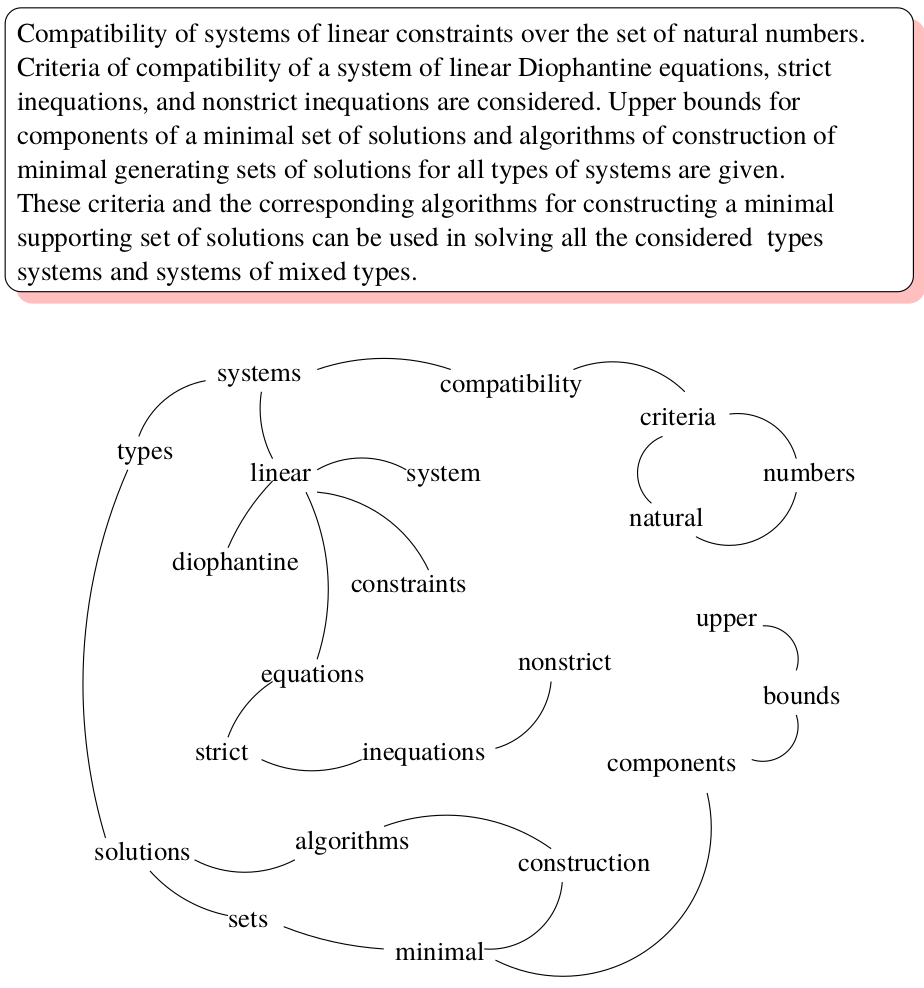 Compatibility of systems of linear constraints over the set of natural numbers.
Criteria of compatibility of a system of linear Diophantine equations, strict
inequations, and nonstrict inequations are considered. Upper bounds for
components of a minimal set of solutions and algorithms of construction of
minimal generating sets of solutions for all types of systems are given.
These criteria and the corresponding algorithms for constructing a minimal
supporting set of solutions can be used in solving all the considered types
systems and systems of mixed types.
systems
compatibility
criteria
types
linear
system
numbers
natural
diophantine
constraints
upper
nonstrict
equations
bounds
strict
inequations
components
algorithms
solutions
construction
sets
minimal